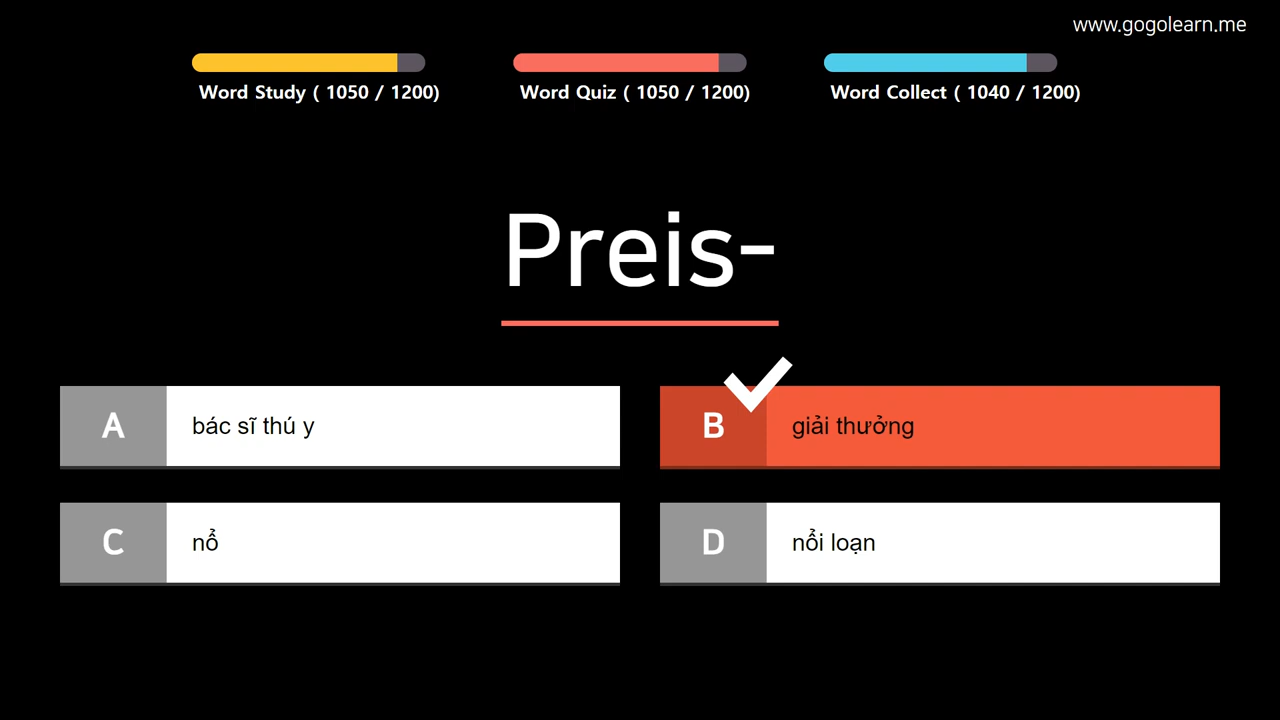 www.gogolearn.me
Word Study ( 1050 / 1200)
Word Quiz ( 1050 / 1200)
Word Collect ( 1040 / 1200)
Preis-
A bác sĩ thú y
B giải thưởng
C nổ
D nổi loạn